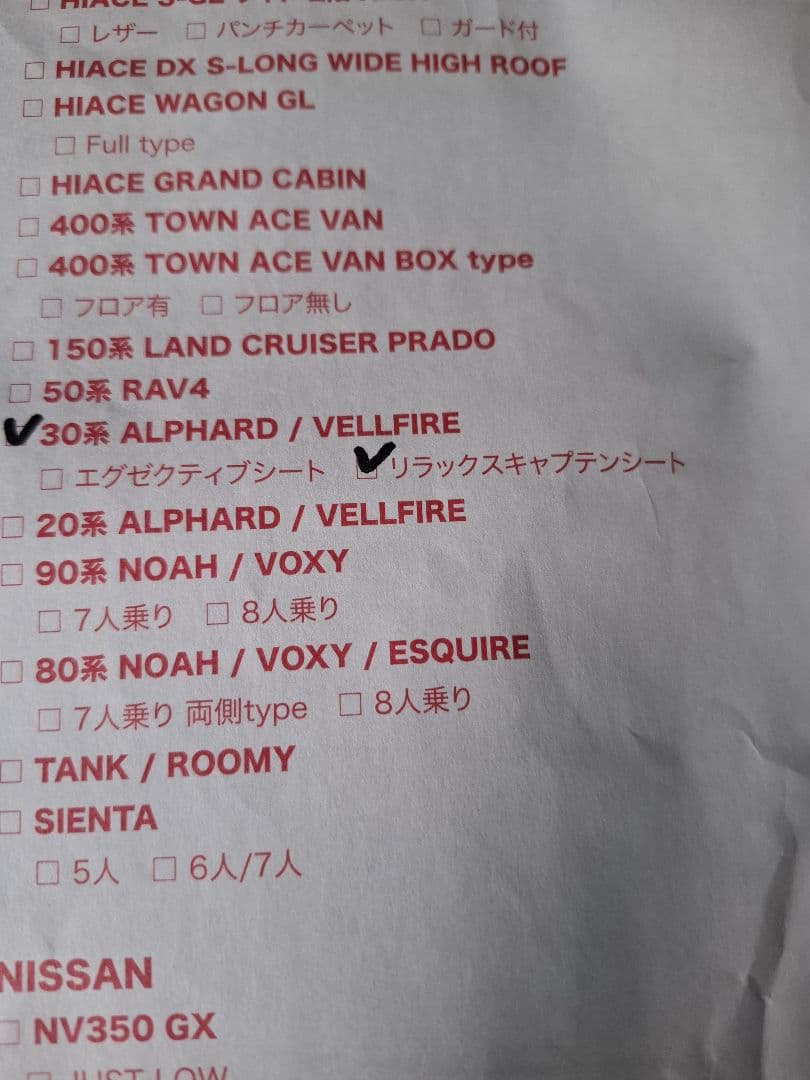 HIACE S-GL
□ レザー □ パンチカーペット □ ガード付
□ HIACE DX S-LONG WIDE HIGH ROOF
□ HIACE WAGON GL
□ Full type
□ HIACE GRAND CABIN
□ 400系 TOWN ACE VAN
□ 400系 TOWN ACE VAN BOX type
□ フロア有 □ フロア無し
□ 150系 LAND CRUISER PRADO
□ 50系 RAV4
✓ 30系 ALPHARD / VELLFIRE
□ エグゼクティブシート ✓ リラックスキャプテンシート
□ 20系 ALPHARD / VELLFIRE
□ 90系 NOAH / VOXY
□ 7人乗り □ 8人乗り
□ 80系 NOAH / VOXY / ESQUIRE
□ 7人乗り 両側type □ 8人乗り
□ TANK / ROOMY
□ SIENTA
□ 5人 □ 6人/7人
NISSAN
□ NV350 GX
□ JUST LOW